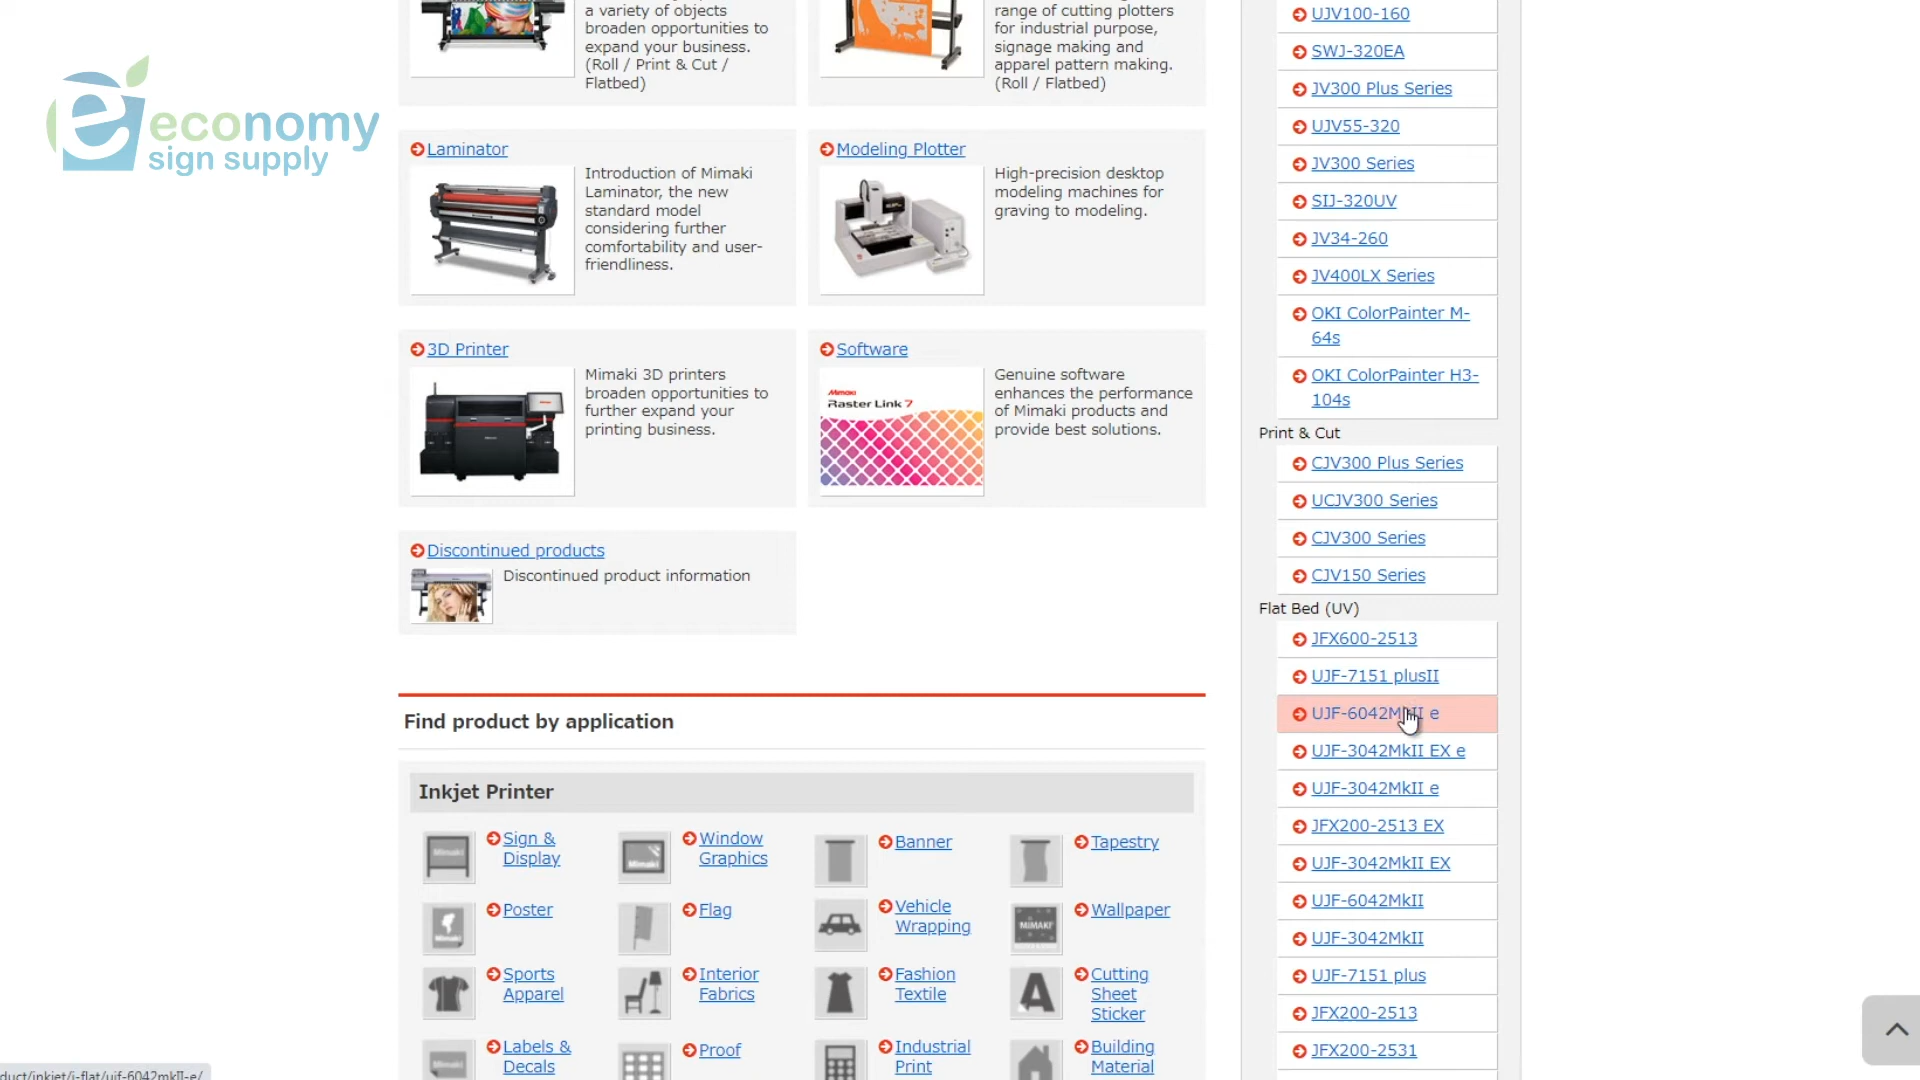 economy
sign supply
a variety of objects
broaden opportunities to
expand your business.
(Roll / Print & Cut /
Flatbed)
range of cutting plotters
for industrial purpose,
signage making and
apparel pattern making.
(Roll / Flatbed)
Laminator
Introduction of Mimaki
Laminator, the new
standard model
considering further
comfortability and user-
friendliness.
Modeling Plotter
High-precision desktop
modeling machines for
graving to modeling.
3D Printer
Mimaki 3D printers
broaden opportunities to
further expand your
printing business.
Software
Mimaki
Raster Link 7
Genuine software
enhances the performance
of Mimaki products and
provide best solutions.
Discontinued products
Discontinued product information
Find product by application
Inkjet Printer
Mimaki
Sign &
Display
Mimaki
Window
Graphics
Banner
Tapestry
Mimaki
Poster
Flag
Vehicle
Wrapping
MiMAKI
Wallpaper
Sports
Apparel
Interior
Fabrics
Fashion
Textile
Cutting
Sheet
Sticker
Mimaki
Labels &
Decals
Proof
Industrial
Print
Building
Material
UJV100-160
SWJ-320EA
JV300 Plus Series
UJV55-320
JV300 Series
SIJ-320UV
JV34-260
JV400LX Series
OKI ColorPainter M-
64s
OKI ColorPainter H3-
104s
Print & Cut
CJV300 Plus Series
UCJV300 Series
CJV300 Series
CJV150 Series
Flat Bed (UV)
JFX600-2513
UJF-7151 plusII
UJF-6042MkII e
UJF-3042MkII EX e
UJF-3042MkII e
JFX200-2513 EX
UJF-3042MkII EX
UJF-6042MkII
UJF-3042MkII
UJF-7151 plus
JFX200-2513
JFX200-2531
duct/inkjet/i-flat/ujf-6042mkII-e/